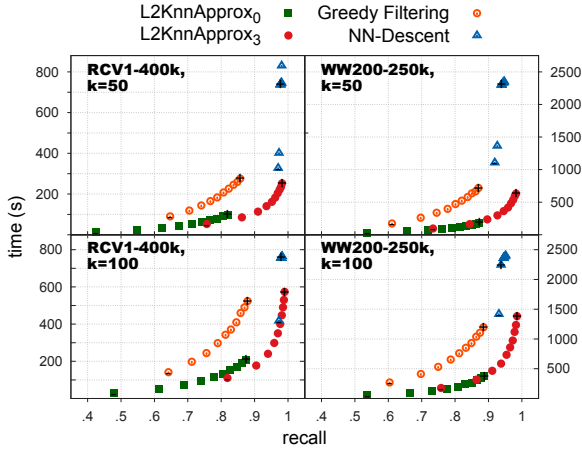 L2KnnApprox0 Greedy Filtering
L2KnnApprox3 NN-Descent
800
600
400
200
RCV1-400k,
k=50
WW200-250k,
k=50
2500
2000
1500
1000
500
time (s)
800
600
400
200
RCV1-400k,
k=100
WW200-250k,
k=100
2500
2000
1500
1000
500
.4 .5 .6 .7 .8 .9 1 .4 .5 .6 .7 .8 .9 1
recall